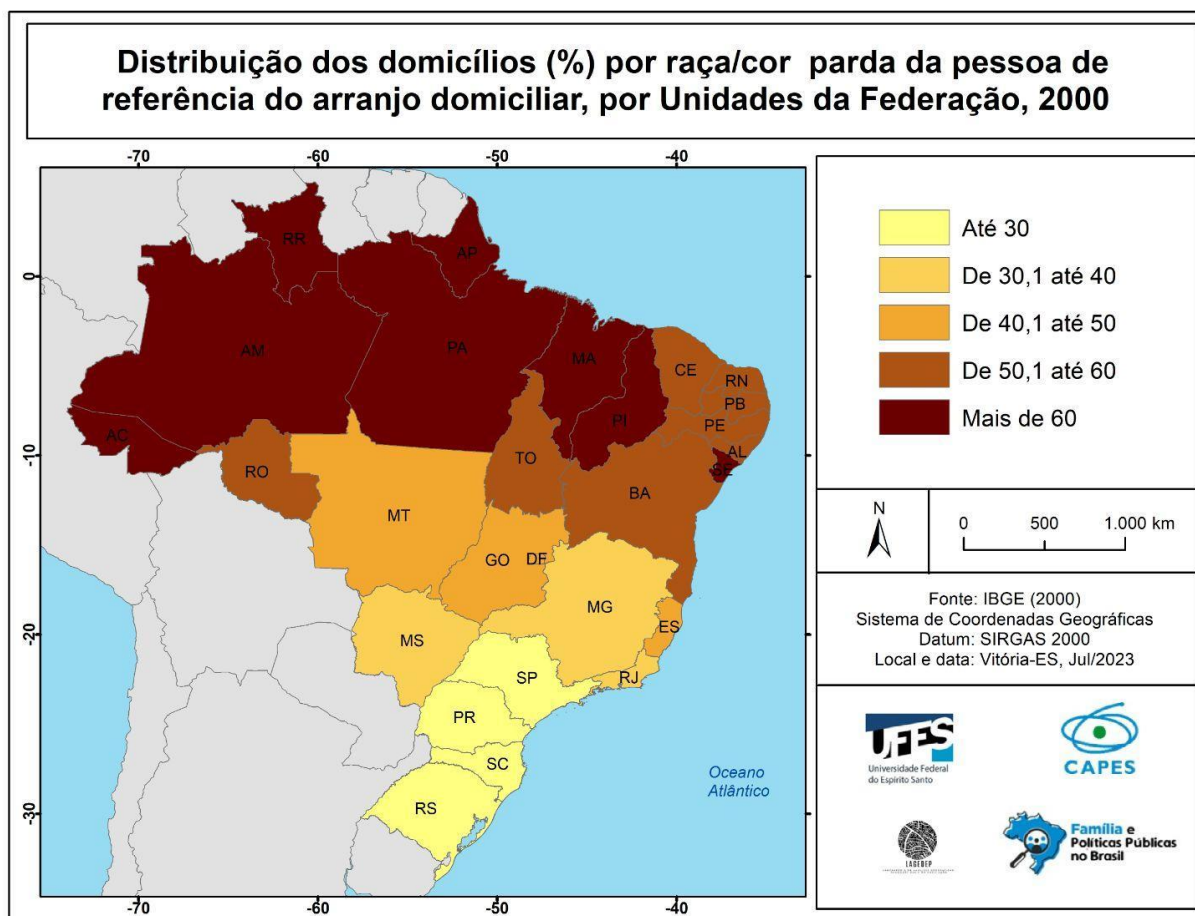 Distribuição dos domicílios (%) por raça/cor parda da pessoa de
referência do arranjo domiciliar, por Unidades da Federação, 2000
-70
-60
-50
-40
0
-10
-20
-30
-70
-60
-50
-40
RR
AP
AM
PA
MA
CE
RN
PB
PE
PI
AC
AL
SE
RO
TO
BA
MT
GO
DF
MG
ES
MS
RJ
SP
PR
SC
RS
Oceano
Atlântico
Até 30
De 30,1 até 40
De 40,1 até 50
De 50,1 até 60
Mais de 60
N
0 500 1.000 km
Fonte: IBGE (2000)
Sistema de Coordenadas Geográficas
Datum: SIRGAS 2000
Local e data: Vitória-ES, Jul/2023
UFES
Universidade Federal
do Espírito Santo
CAPES
LAGEDEP
Família e
Políticas Públicas
no Brasil